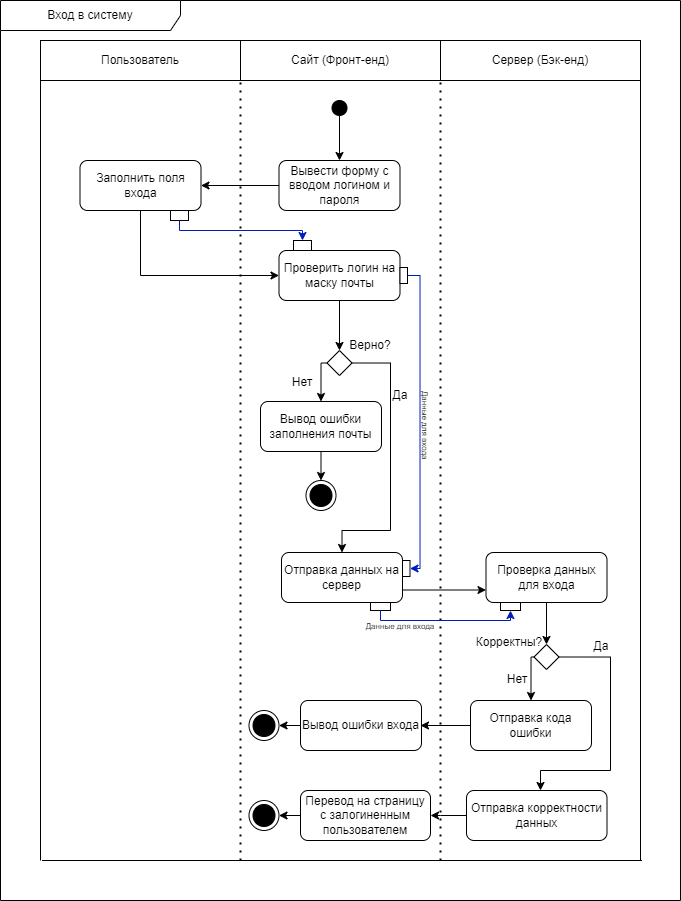 Вход в систему
Пользователь
Сайт (Фронт-енд)
Сервер (Бэк-енд)
Вывести форму с
вводом логином и
пароля
Заполнить поля
входа
Проверить логин на
маску почты
Верно?
Нет
Да
Данные для входа
Вывод ошибки
заполнения почты
Отправка данных на
сервер
Проверка данных
для входа
Данные для входа
Корректны?
Да
Нет
Отправка кода
ошибки
Вывод ошибки входа
Отправка корректности
данных
Перевод на страницу
с залогиненным
пользователем